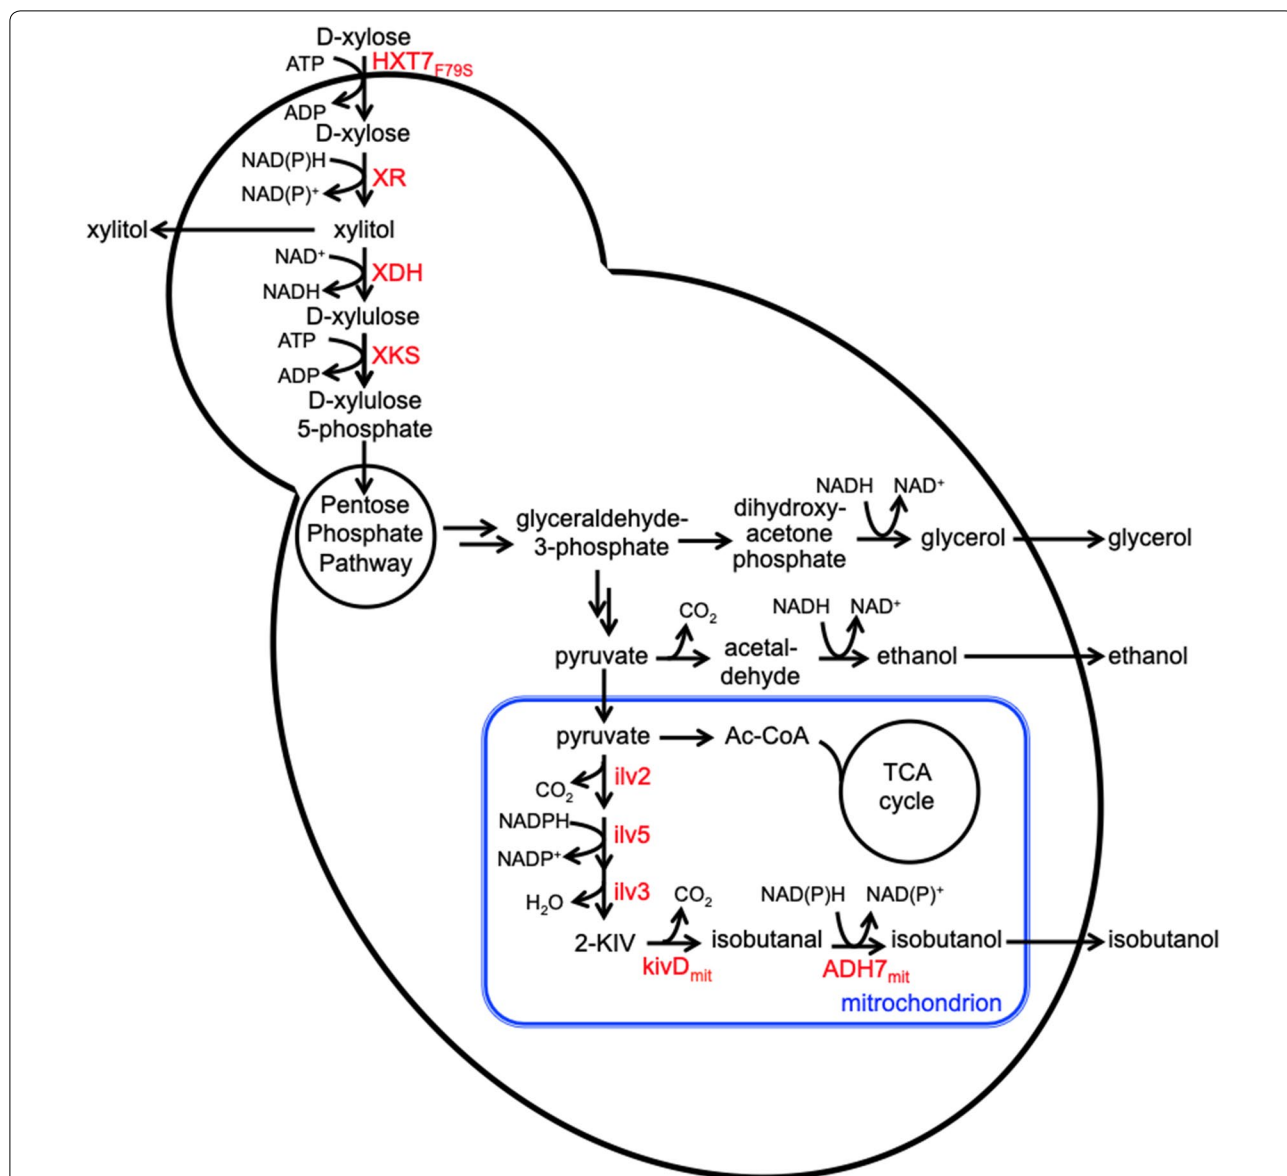 D-xylose
ATP
HXT7F79S
ADP
D-xylose
NAD(P)H
XR
NAD(P)+
xylitol
xylitol
NAD+
XDH
NADH
D-xylulose
ATP
XKS
ADP
D-xylulose
5-phosphate
Pentose
Phosphate
Pathway
glyceraldehyde-
3-phosphate
dihydroxy-
acetone
phosphate
NADH
NAD+
glycerol
glycerol
pyruvate
CO2
acetal-
dehyde
NADH
NAD+
ethanol
ethanol
pyruvate
Ac-CoA
TCA
cycle
ilv2
CO2
NADPH
ilv5
NADP+
ilv3
H2O
2-KIV
CO2
kivDmit
isobutanal
NAD(P)H
NAD(P)+
ADH7mit
isobutanol
isobutanol
mitrochondrion